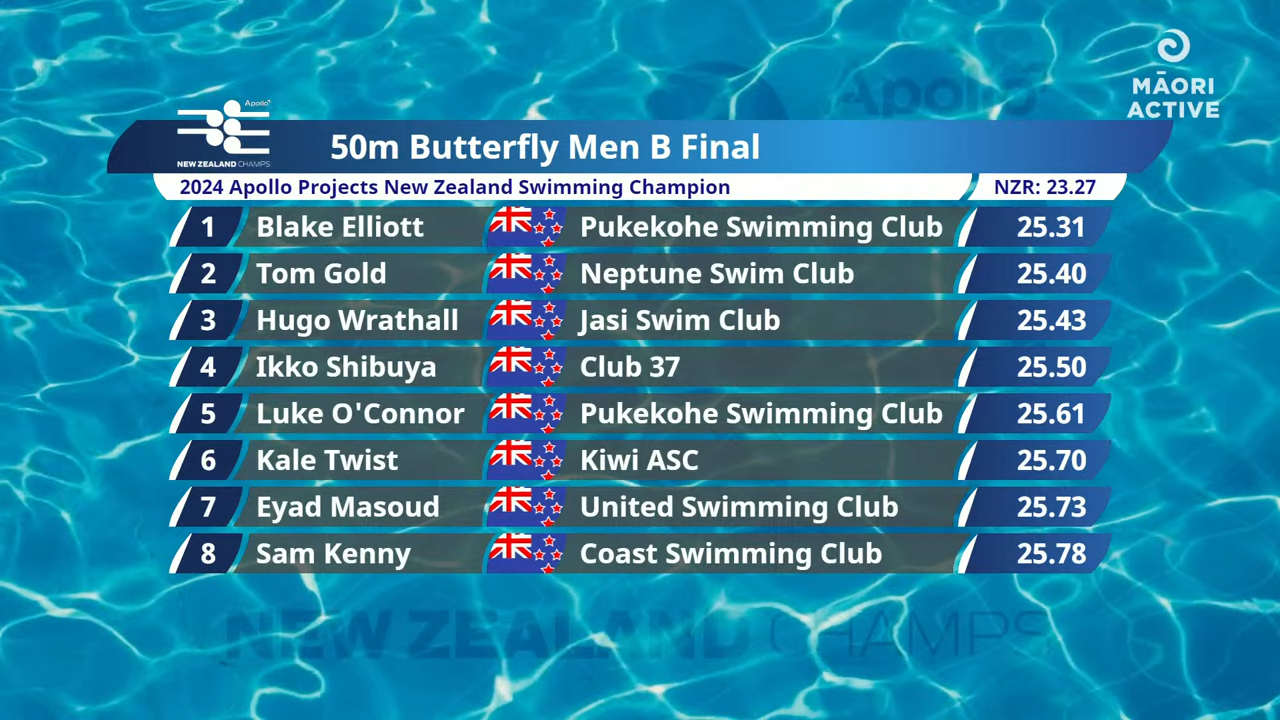 Apollo
MĀORI
ACTIVE
Apollo
NEW ZEALAND CHAMPS
50m Butterfly Men B Final
2024 Apollo Projects New Zealand Swimming Champion NZR: 23.27
1 Blake Elliott Pukekohe Swimming Club 25.31
2 Tom Gold Neptune Swim Club 25.40
3 Hugo Wrathall Jasi Swim Club 25.43
4 Ikko Shibuya Club 37 25.50
5 Luke O'Connor Pukekohe Swimming Club 25.61
6 Kale Twist Kiwi ASC 25.70
7 Eyad Masoud United Swimming Club 25.73
8 Sam Kenny Coast Swimming Club 25.78
NEW ZEALAND CHAMPS